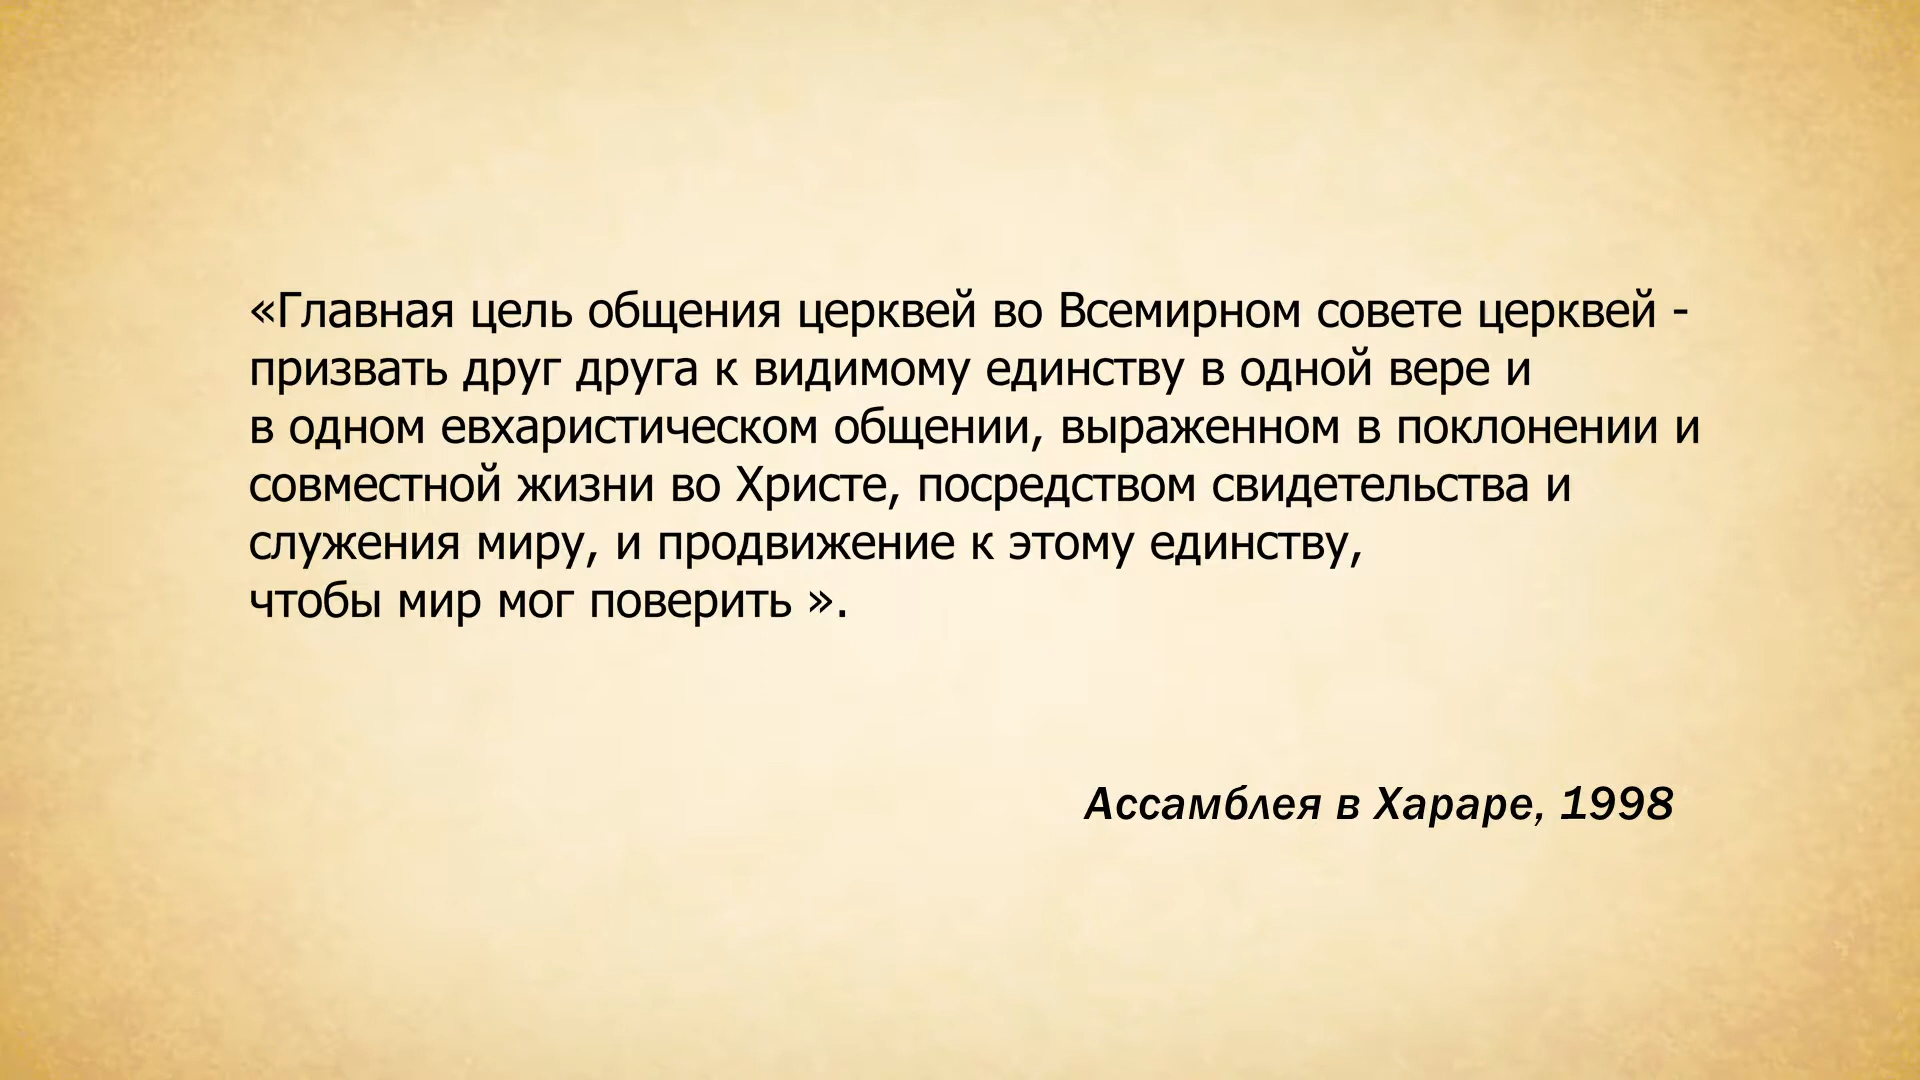 «Главная цель общения церквей во Всемирном совете церквей -
призвать друг друга к видимому единству в одной вере и
в одном евхаристическом общении, выраженном в поклонении и
совместной жизни во Христе, посредством свидетельства и
служения миру, и продвижение к этому единству,
чтобы мир мог поверить ».
Ассамблея в Хараре, 1998